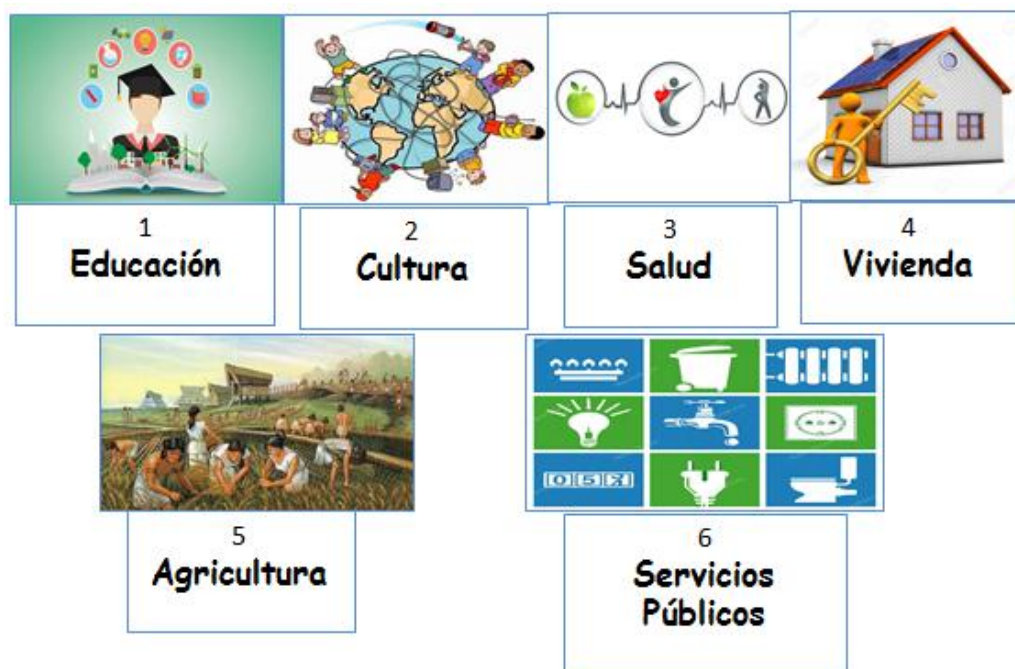 1
Educación
2
Cultura
3
Salud
4
Vivienda
5
Agricultura
6
Servicios
Públicos